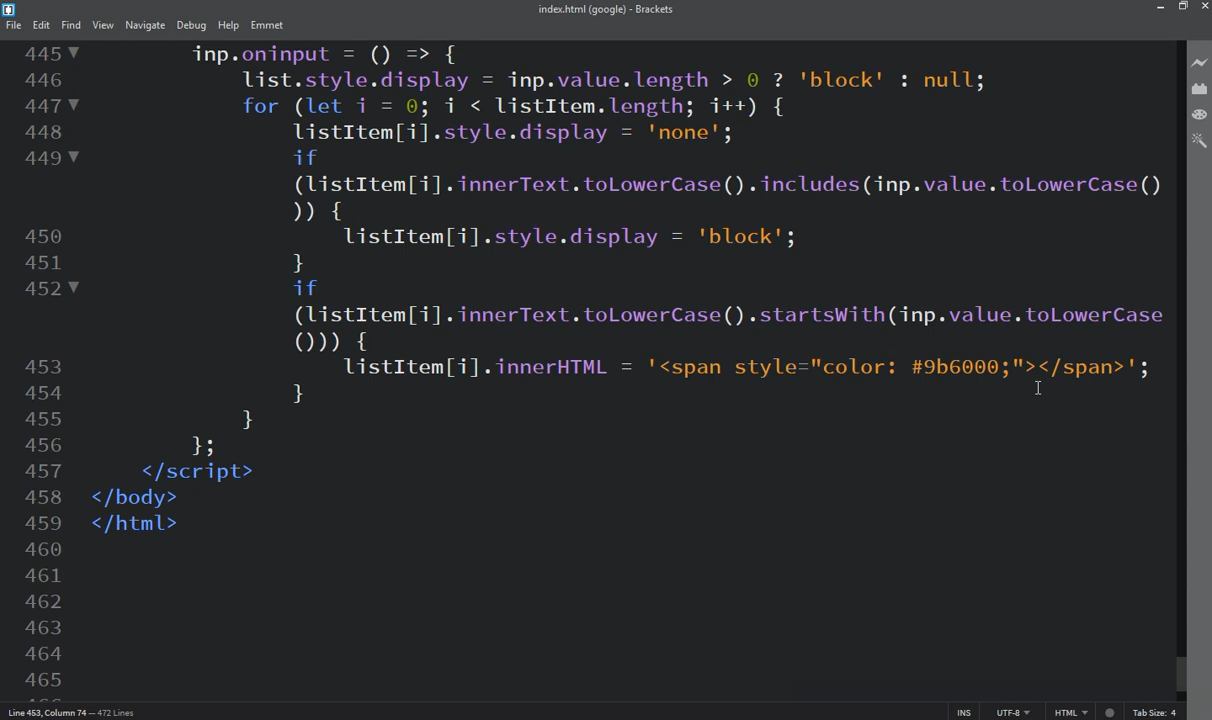 index.html (google) - Brackets
File Edit Find View Navigate Debug Help Emmet
445 inp.oninput = () => {
446 list.style.display = inp.value.length > 0 ? 'block' : null;
447 for (let i = 0; i < listItem.length; i++) {
448 listItem[i].style.display = 'none';
449 if
(listItem[i].innerText.toLowerCase().includes(inp.value.toLowerCase()
)) {
450 listItem[i].style.display = 'block';
451 }
452 if
(listItem[i].innerText.toLowerCase().startsWith(inp.value.toLowerCase
())) {
453 listItem[i].innerHTML = '<span style="color: #9b6000;"></span>';
454 }
455 }
456 };
457 </script>
458 </body>
459 </html>
460
461
462
463
464
465
Line 453, Column 74 — 472 Lines INS UTF-8 HTML Tab Size: 4